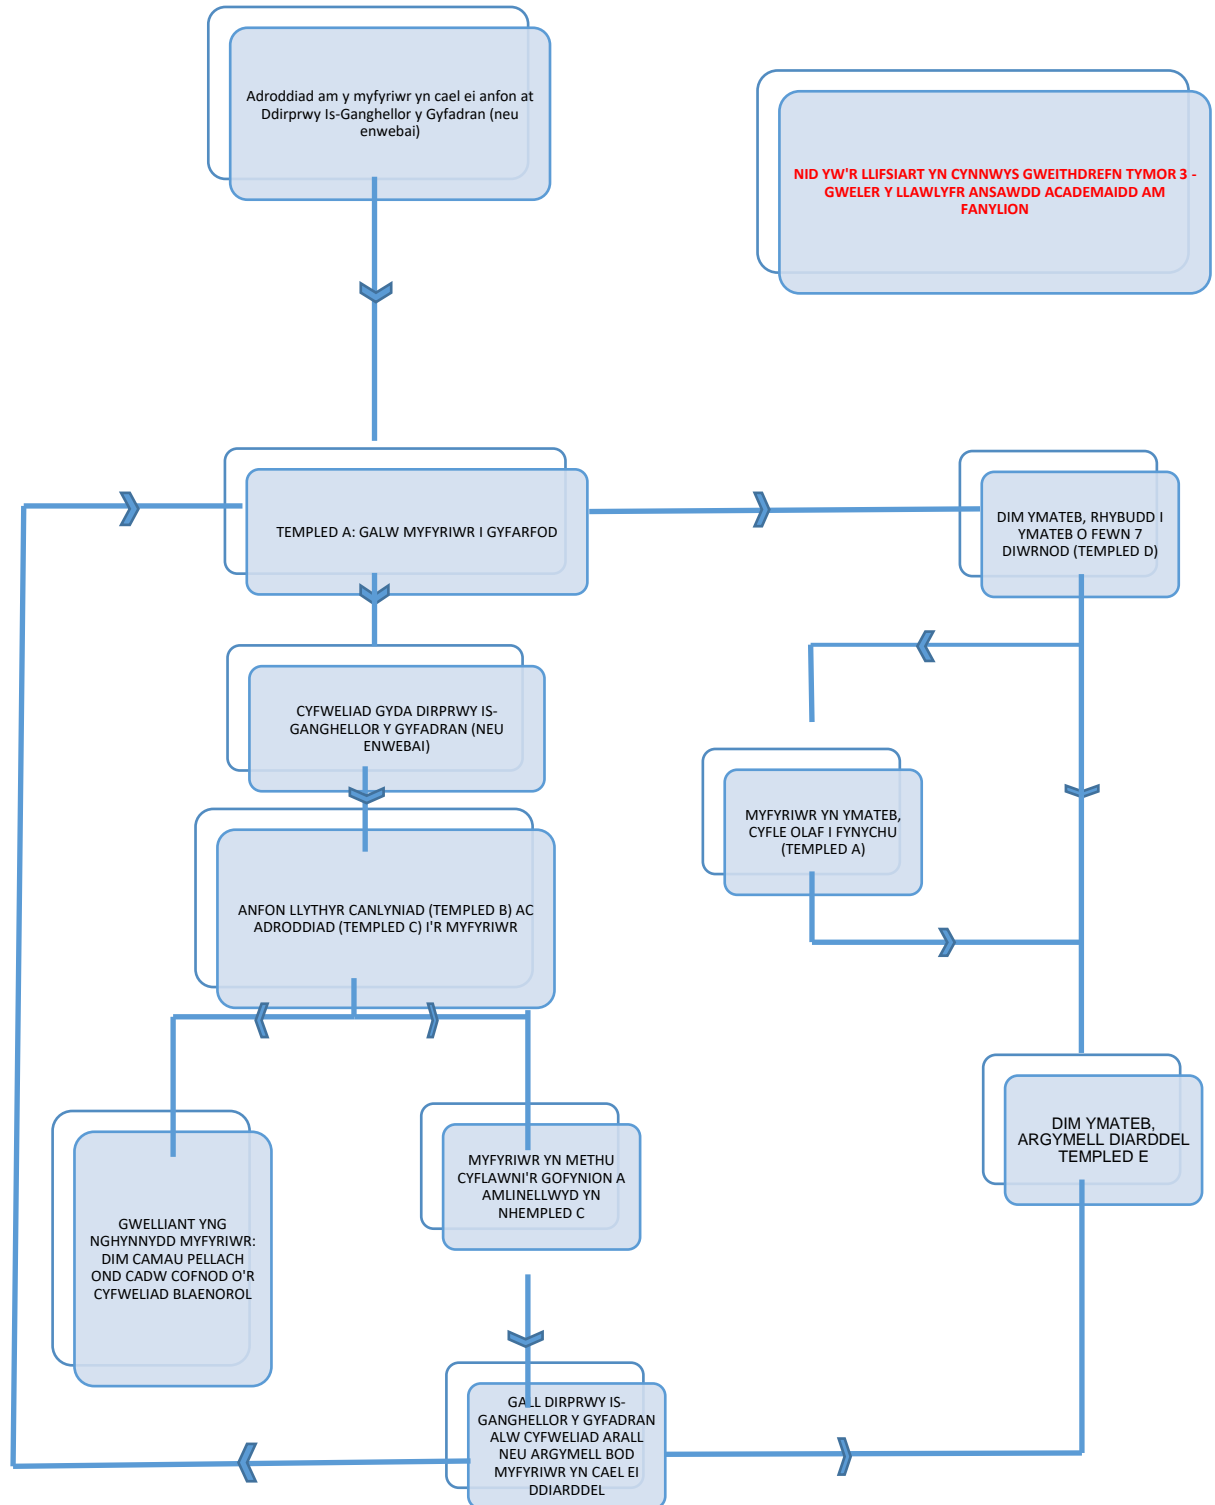 Adroddiad am y myfyriwr yn cael ei anfon at
Ddirprwy Is-Ganghellor y Gyfadran (neu
enwebai)
NID YW'R LLIFSIART YN CYNNWYS GWEITHDREFN TYMOR 3 -
GWELER Y LLAWLYFR ANSAWDD ACADEMAIDD AM
FANYLION
TEMPLED A: GALW MYFYRIWR I GYFARFOD
DIM YMATEB, RHYBUDD I
YMATEB O FEWN 7
DIWRNOD (TEMPLED D)
CYFWELIAD GYDA DIRPRWY IS-
GANGHELLOR Y GYFADRAN (NEU
ENWEBAI)
MYFYRIWR YN YMATEB,
CYFLE OLAF I FYNYCHU
(TEMPLED A)
ANFON LLYTHYR CANLYNIAD (TEMPLED B) AC
ADRODDIAD (TEMPLED C) I'R MYFYRIWR
DIM YMATEB,
ARGYMELL DIARDDEL
TEMPLED E
MYFYRIWR YN METHU
CYFLAWNI'R GOFYNION A
AMLINELLWYD YN
NHEMPLED C
GWELLIANT YNG
NGHYNNYDD MYFYRIWR:
DIM CAMAU PELLACH
OND CADW COFNOD O'R
CYFWELIAD BLAENOROL
GALL DIRPRWY IS-
GANGHELLOR Y GYFADRAN
ALW CYFWELIAD ARALL
NEU ARGYMELL BOD
MYFYRIWR YN CAEL EI
DDIARDDEL